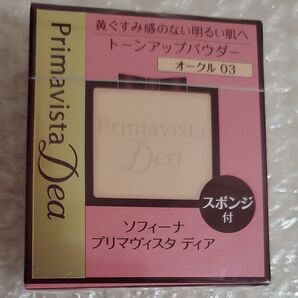 黄ぐすみ感のない明るい肌へ
トーンアップパウダー
オークル 03
Primavista
Dea
Primavista
Dea
スポンジ
付
ソフィーナ
プリマヴィスタ ディア